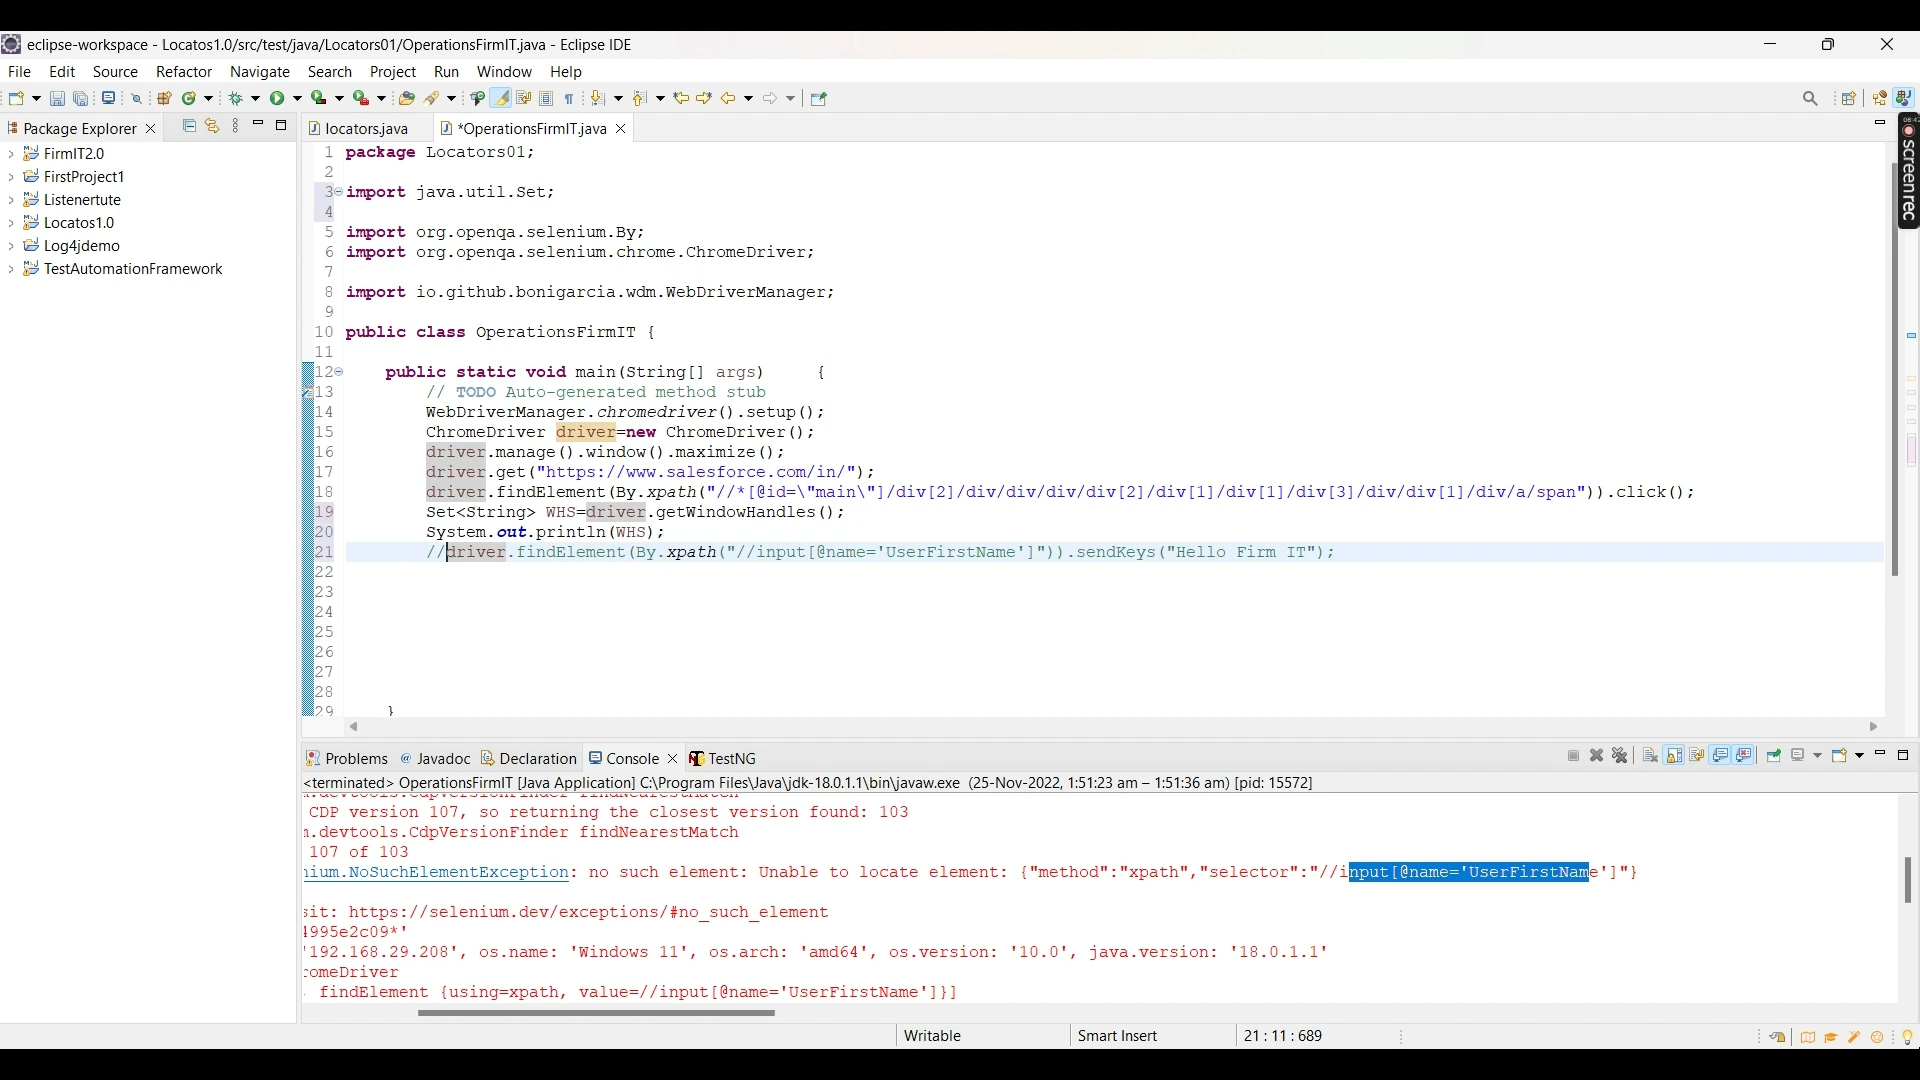 eclipse-workspace - Locatos1.0/src/test/java/Locators01/OperationsFirmIT.java - Eclipse IDE
File Edit Source Refactor Navigate Search Project Run Window Help
Package Explorer
locators.java
*OperationsFirmIT.java
FirmIT2.0
FirstProject1
Listenertute
Locatos1.0
Log4jdemo
TestAutomationFramework
screenrec
1 package Locators01;
2
3 import java.util.Set;
4
5 import org.openqa.selenium.By;
6 import org.openqa.selenium.chrome.ChromeDriver;
7
8 import io.github.bonigarcia.wdm.WebDriverManager;
9
10 public class OperationsFirmIT {
11
12 public static void main(String[] args) {
13 // TODO Auto-generated method stub
14 WebDriverManager.chromedriver().setup();
15 ChromeDriver driver=new ChromeDriver();
16 driver.manage().window().maximize();
17 driver.get("https://www.salesforce.com/in/");
18 driver.findElement(By.xpath("//*[@id=\"main\"]/div[2]/div/div/div/div[2]/div[1]/div[1]/div[3]/div/div[1]/div/a/span")).click();
19 Set<String> WHS=driver.getWindowHandles();
20 System.out.println(WHS);
21 //driver.findElement(By.xpath("//input[@name='UserFirstName']")).sendKeys("Hello Firm IT");
22
23
24
25
26
27
28
29 }
Problems @ Javadoc Declaration Console TestNG
<terminated> OperationsFirmIT [Java Application] C:\Program Files\Java\jdk-18.0.1.1\bin\javaw.exe (25-Nov-2022, 1:51:23 am – 1:51:36 am) [pid: 15572]
CDP version 107, so returning the closest version found: 103
.devtools.CdpVersionFinder findNearestMatch
107 of 103
ium.NoSuchElementException: no such element: Unable to locate element: {"method":"xpath","selector":"//input[@name='UserFirstName']"}
sit: https://selenium.dev/exceptions/#no_such_element
4995e2c09*'
'192.168.29.208', os.name: 'Windows 11', os.arch: 'amd64', os.version: '10.0', java.version: '18.0.1.1'
romeDriver
findElement {using=xpath, value=//input[@name='UserFirstName']}]
Writable Smart Insert 21 : 11 : 689